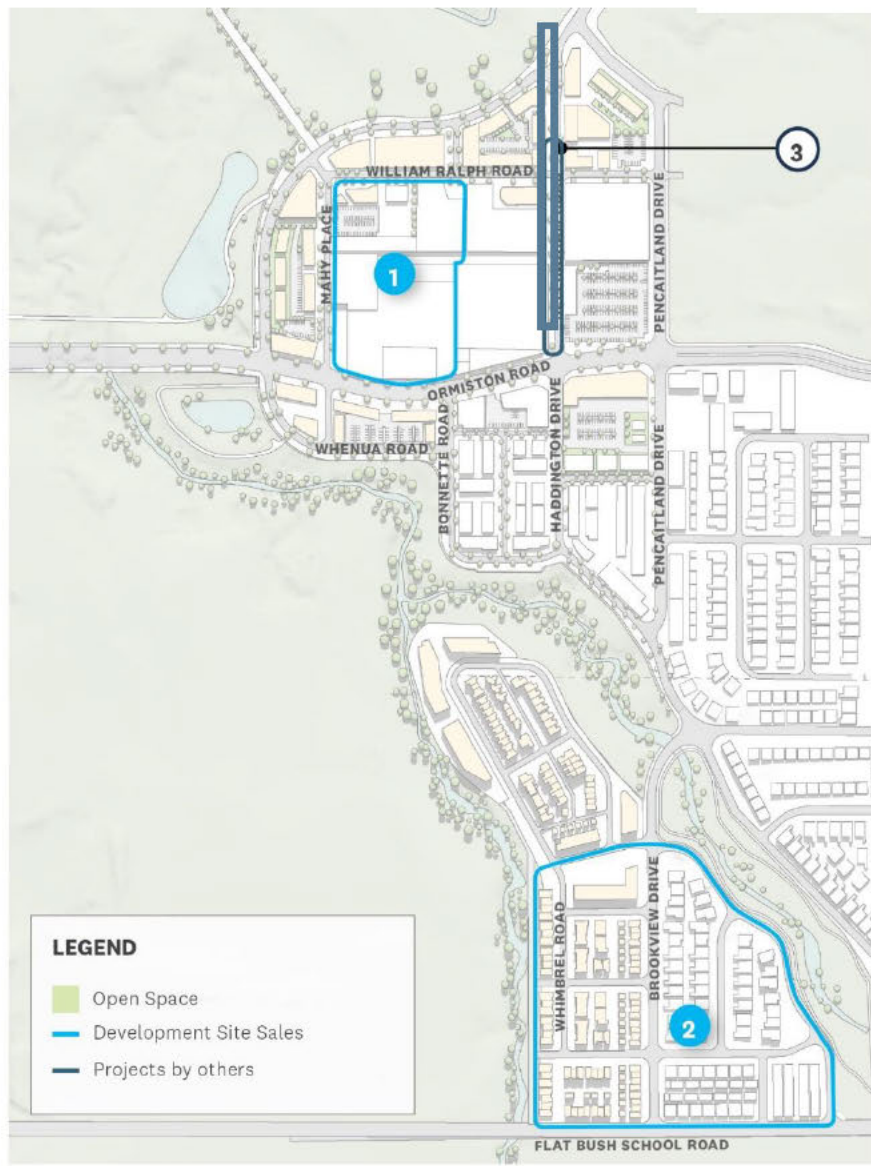 3
WILLIAM RALPH ROAD
MAHY PLACE
PENCAITLAND DRIVE
1
ORMISTON ROAD
WHENUA ROAD
BONNETTE ROAD
HADDINGTON DRIVE
PENCAITLAND DRIVE
WHIMBREL ROAD
BROOKVIEW DRIVE
2
LEGEND
Open Space
Development Site Sales
Projects by others
FLAT BUSH SCHOOL ROAD